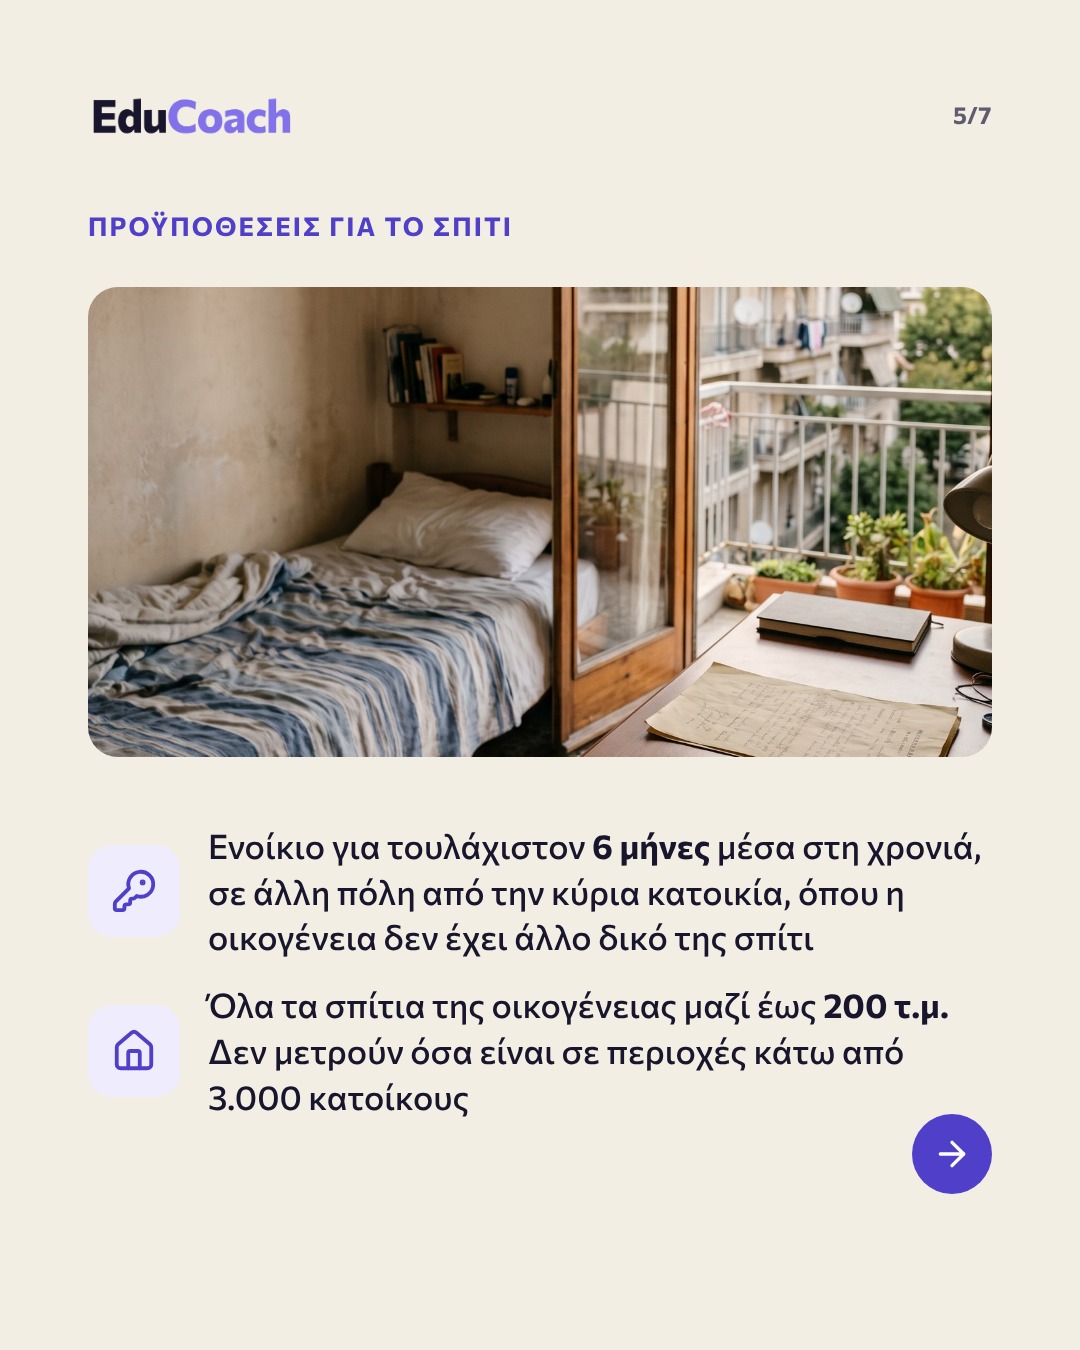 EduCoach
5/7
ΠΡΟΫΠΟΘΕΣΕΙΣ ΓΙΑ ΤΟ ΣΠΙΤΙ
Ενοίκιο για τουλάχιστον 6 μήνες μέσα στη χρονιά,
σε άλλη πόλη από την κύρια κατοικία, όπου η
οικογένεια δεν έχει άλλο δικό της σπίτι
Όλα τα σπίτια της οικογένειας μαζί έως 200 τ.μ.
Δεν μετρούν όσα είναι σε περιοχές κάτω από
3.000 κατοίκους